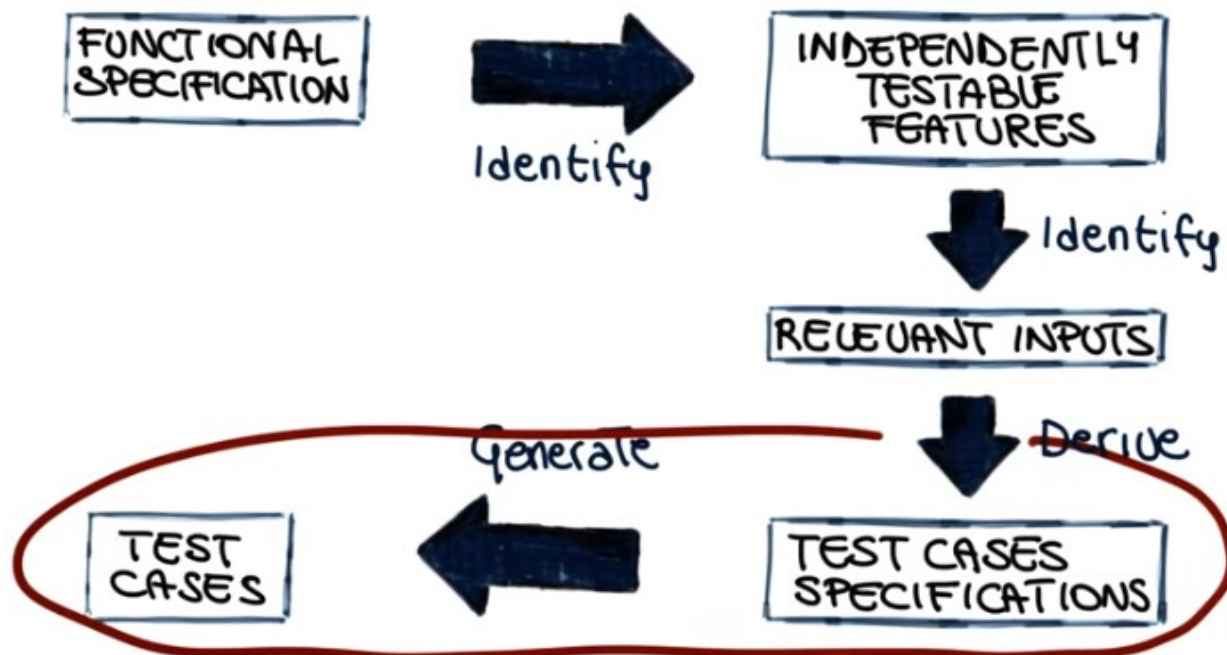 FUNCTIONAL
SPECIFICATION
Identify
INDEPENDENTLY
TESTABLE
FEATURES
Identify
RELEVANT INPUTS
Derive
TEST CASES
SPECIFICATIONS
Generate
TEST
CASES